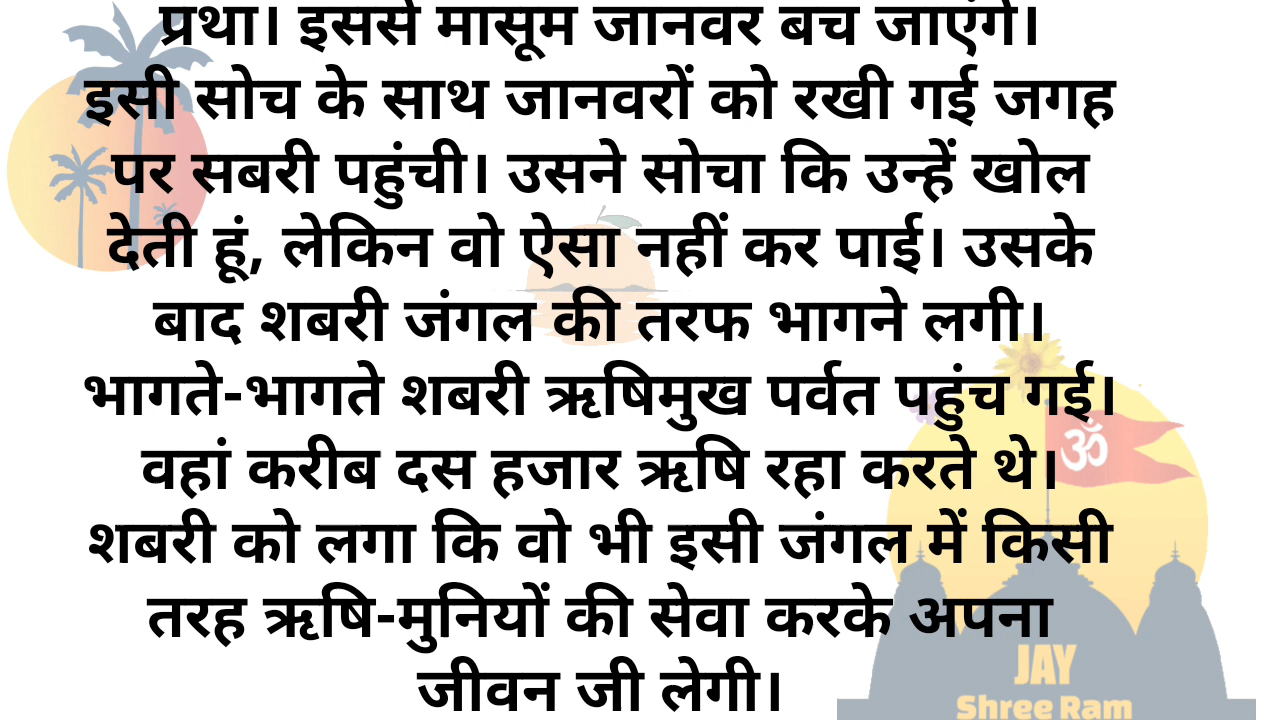 प्रथा। इससे मासूम जानवर बच जाएंगे।
इसी सोच के साथ जानवरों को रखी गई जगह
पर सबरी पहुंची। उसने सोचा कि उन्हें खोल
देती हूं, लेकिन वो ऐसा नहीं कर पाई। उसके
बाद शबरी जंगल की तरफ भागने लगी।
भागते-भागते शबरी ऋषिमुख पर्वत पहुंच गई।
वहां करीब दस हजार ऋषि रहा करते थे।
शबरी को लगा कि वो भी इसी जंगल में किसी
तरह ऋषि-मुनियों की सेवा करके अपना
जीवन जी लेगी।
ॐ
JAY
Shree Ram